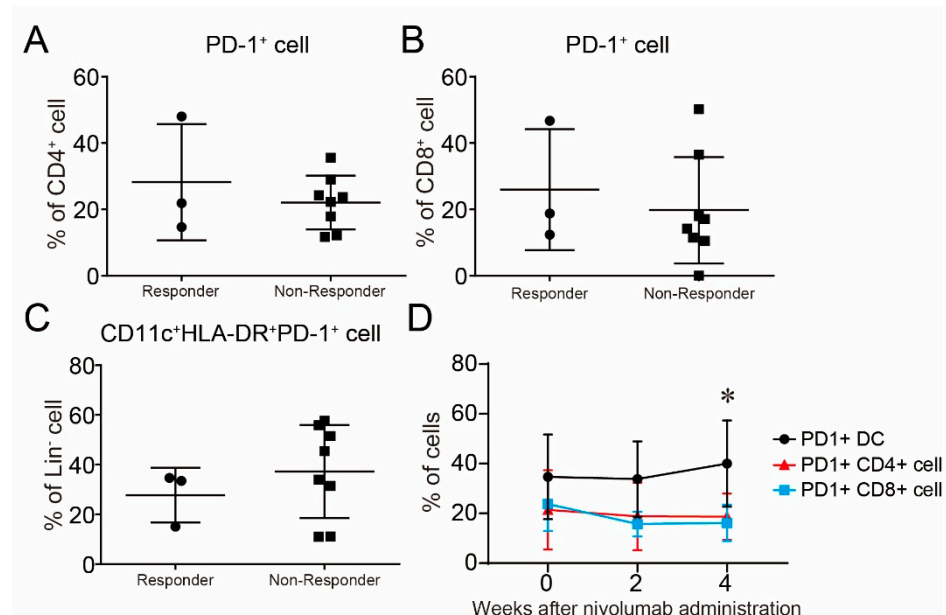 A
PD-1⁺ cell
% of CD4⁺ cell
60
40
20
0
Responder
Non-Responder
B
PD-1⁺ cell
% of CD8⁺ cell
60
40
20
0
Responder
Non-Responder
C
CD11c⁺HLA-DR⁺PD-1⁺ cell
% of Lin⁻ cell
80
60
40
20
0
Responder
Non-Responder
D
% of cells
80
60
40
20
0
*
0
2
4
Weeks after nivolumab administration
PD1+ DC
PD1+ CD4+ cell
PD1+ CD8+ cell